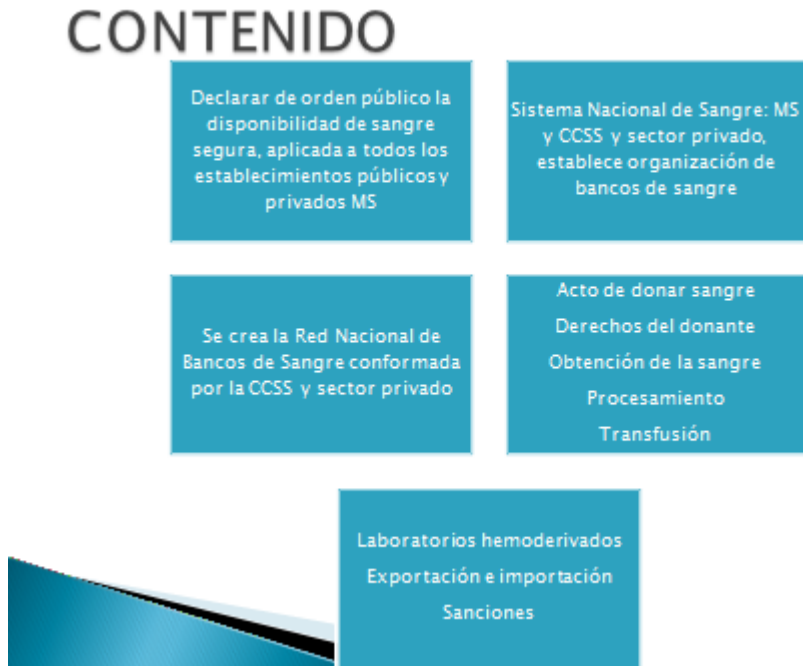 CONTENIDO
Declarar de orden público la
disponibilidad de sangre
segura, aplicada a todos los
establecimientos públicos y
privados MS
Sistema Nacional de Sangre: MS
y CCSS y sector privado,
establece organización de
bancos de sangre
Se crea la Red Nacional de
Bancos de Sangre conformada
por la CCSS y sector privado
Acto de donar sangre
Derechos del donante
Obtención de la sangre
Procesamiento
Transfusión
Laboratorios hemoderivados
Exportación e importación
Sanciones